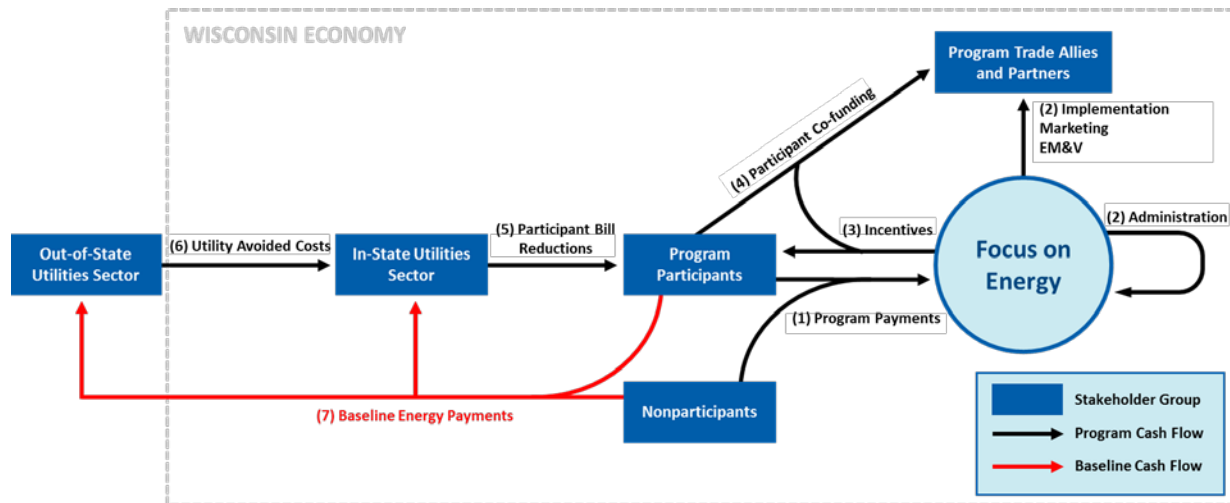 WISCONSIN ECONOMY
Program Trade Allies
and Partners
(2) Implementation
Marketing
EM&V
(4) Participant Co-funding
(3) Incentives
(2) Administration
Focus on
Energy
(5) Participant Bill
Reductions
(6) Utility Avoided Costs
Out-of-State
Utilities Sector
In-State Utilities
Sector
Program
Participants
(1) Program Payments
(7) Baseline Energy Payments
Nonparticipants
Stakeholder Group
Program Cash Flow
Baseline Cash Flow